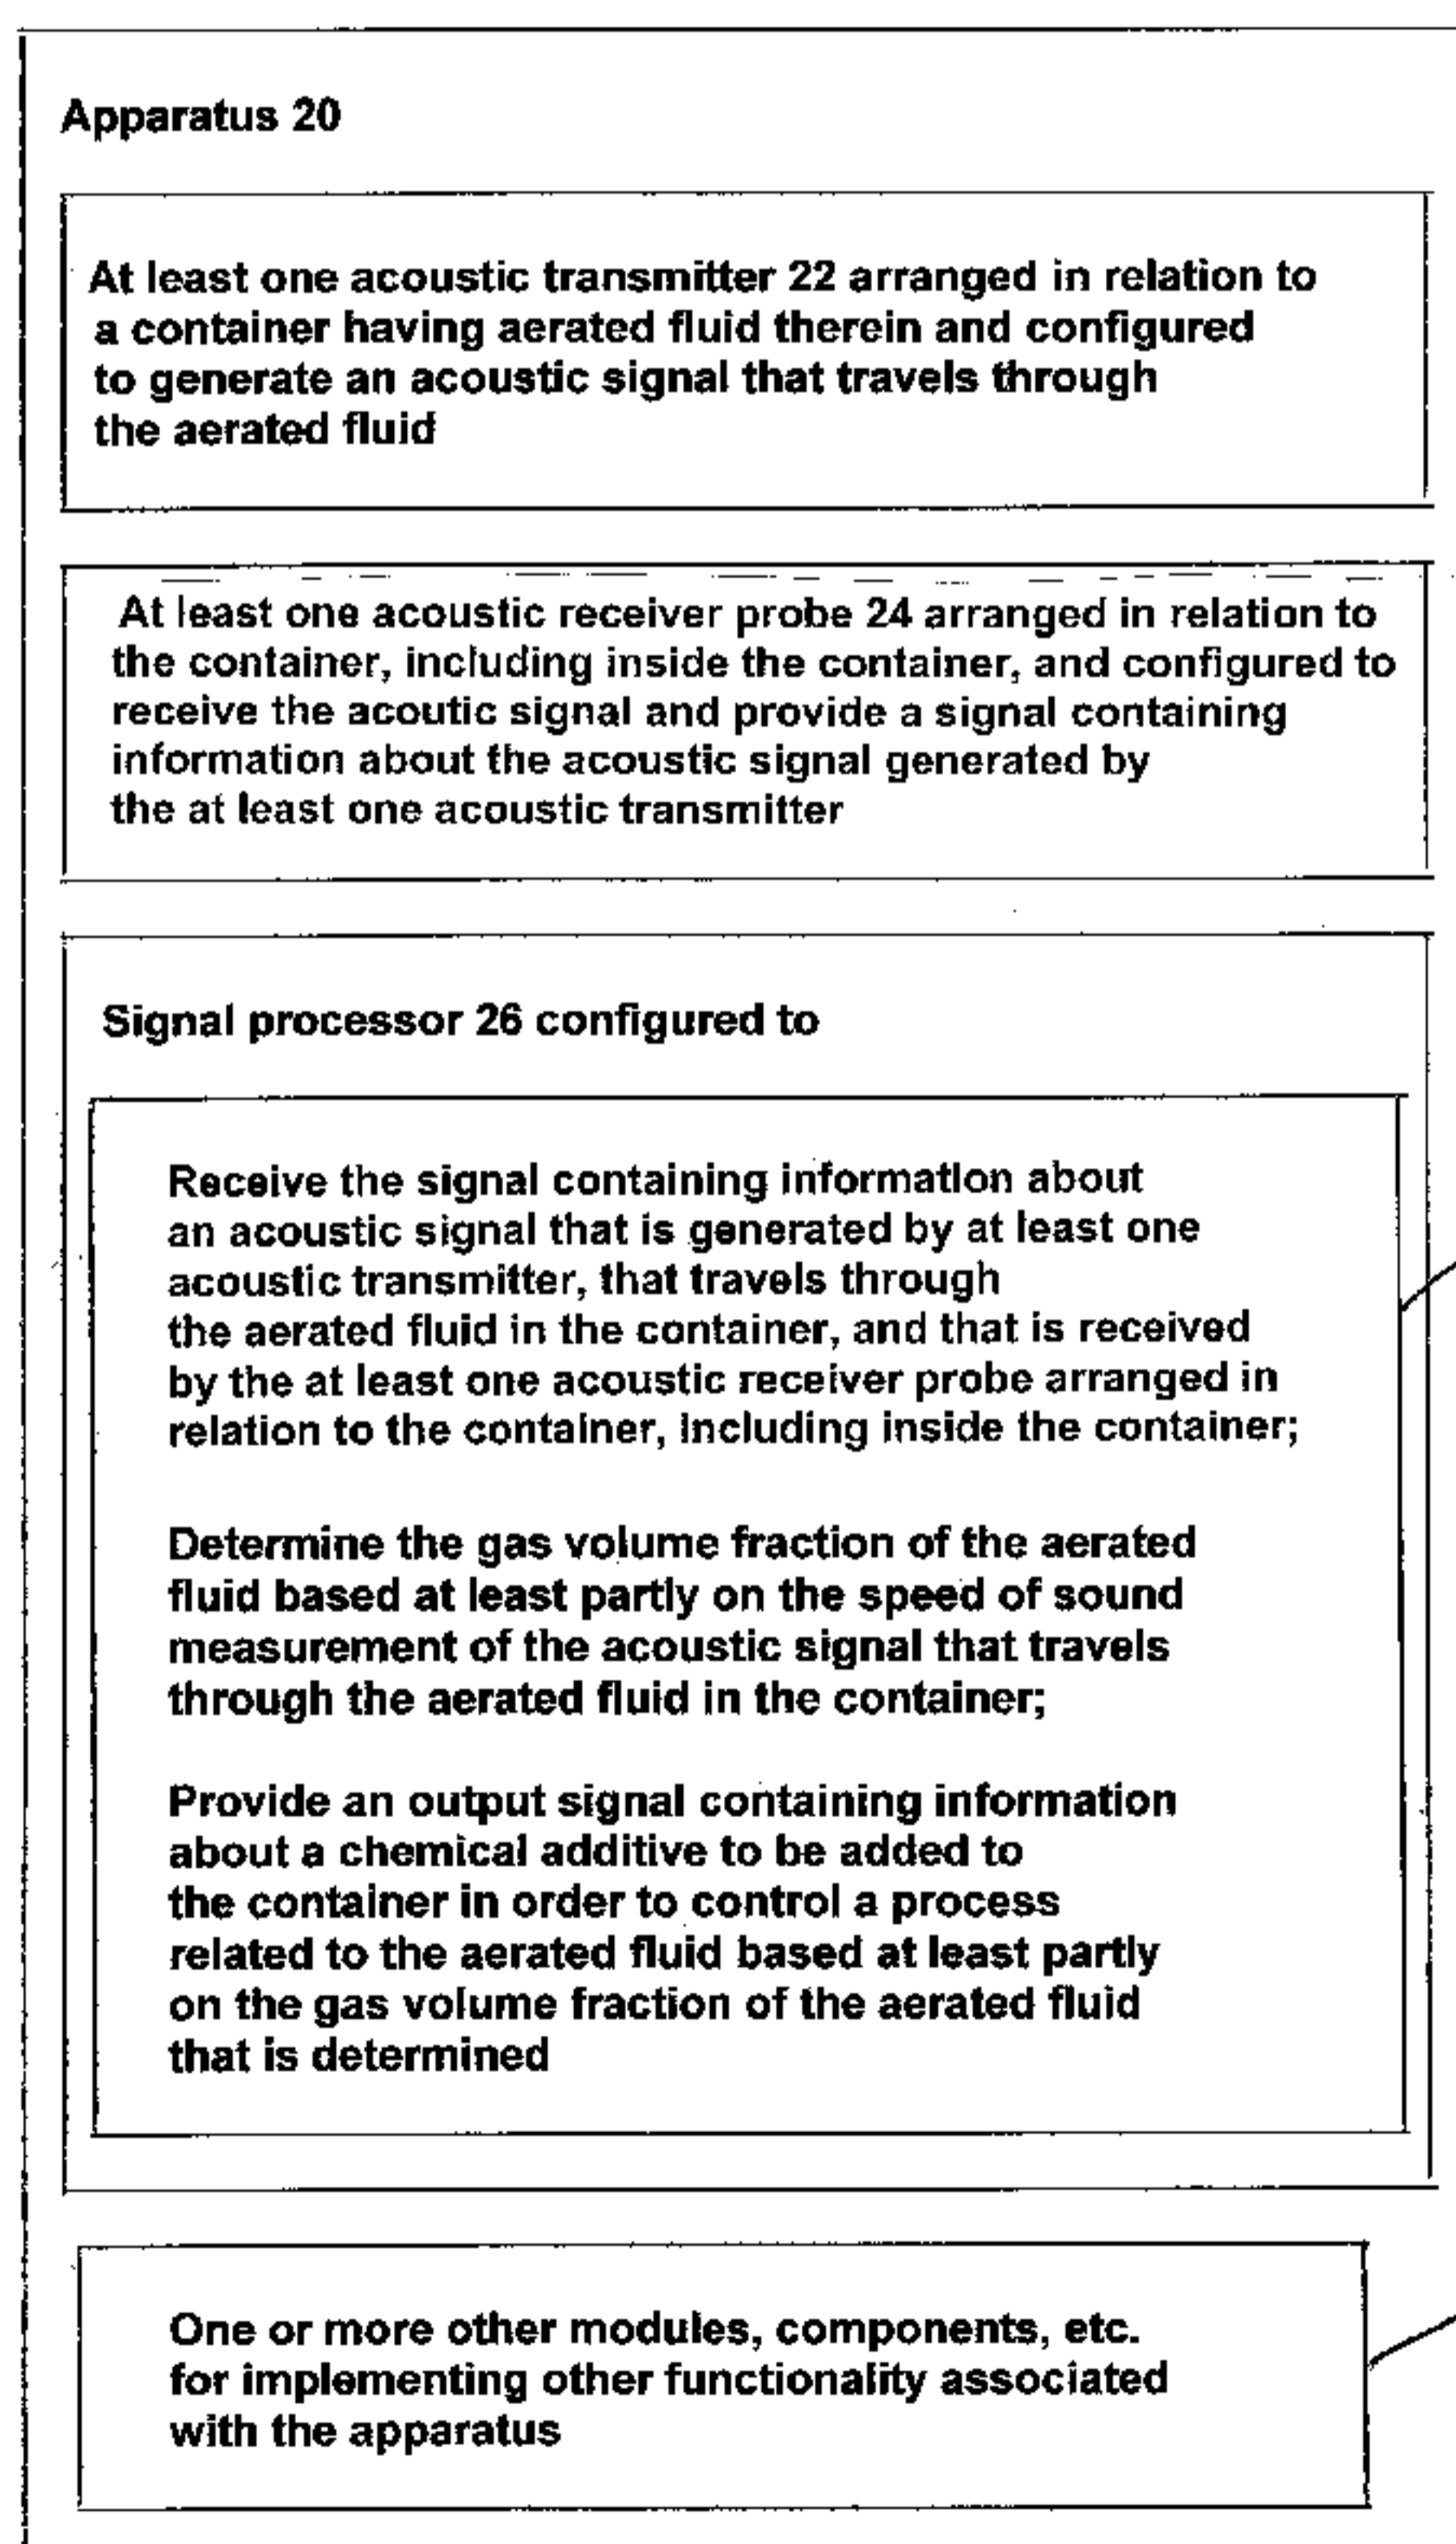 Apparatus 20
At least one acoustic transmitter 22 arranged in relation to
a container having aerated fluid therein and configured
to generate an acoustic signal that travels through
the aerated fluid
At least one acoustic receiver probe 24 arranged in relation to
the container, including inside the container, and configured to
receive the acoutic signal and provide a signal containing
information about the acoustic signal generated by
the at least one acoustic transmitter
Signal processor 26 configured to
Receive the signal containing information about
an acoustic signal that is generated by at least one
acoustic transmitter, that travels through
the aerated fluid in the container, and that is received
by the at least one acoustic receiver probe arranged in
relation to the container, including inside the container;
Determine the gas volume fraction of the aerated
fluid based at least partly on the speed of sound
measurement of the acoustic signal that travels
through the aerated fluid in the container;
Provide an output signal containing information
about a chemical additive to be added to
the container in order to control a process
related to the aerated fluid based at least partly
on the gas volume fraction of the aerated fluid
that is determined
One or more other modules, components, etc.
for implementing other functionality associated
with the apparatus